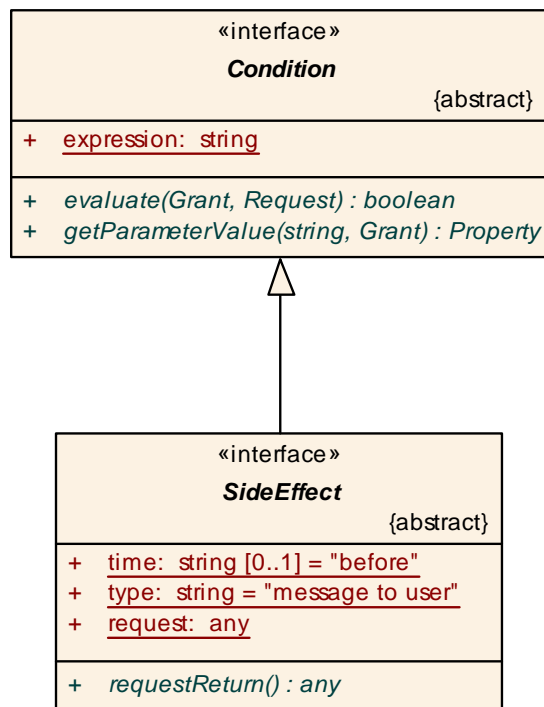 «interface»
Condition
{abstract}
+ expression: string
+ evaluate(Grant, Request) : boolean
+ getParameterValue(string, Grant) : Property
«interface»
SideEffect
{abstract}
+ time: string [0..1] = "before"
+ type: string = "message to user"
+ request: any
+ requestReturn() : any